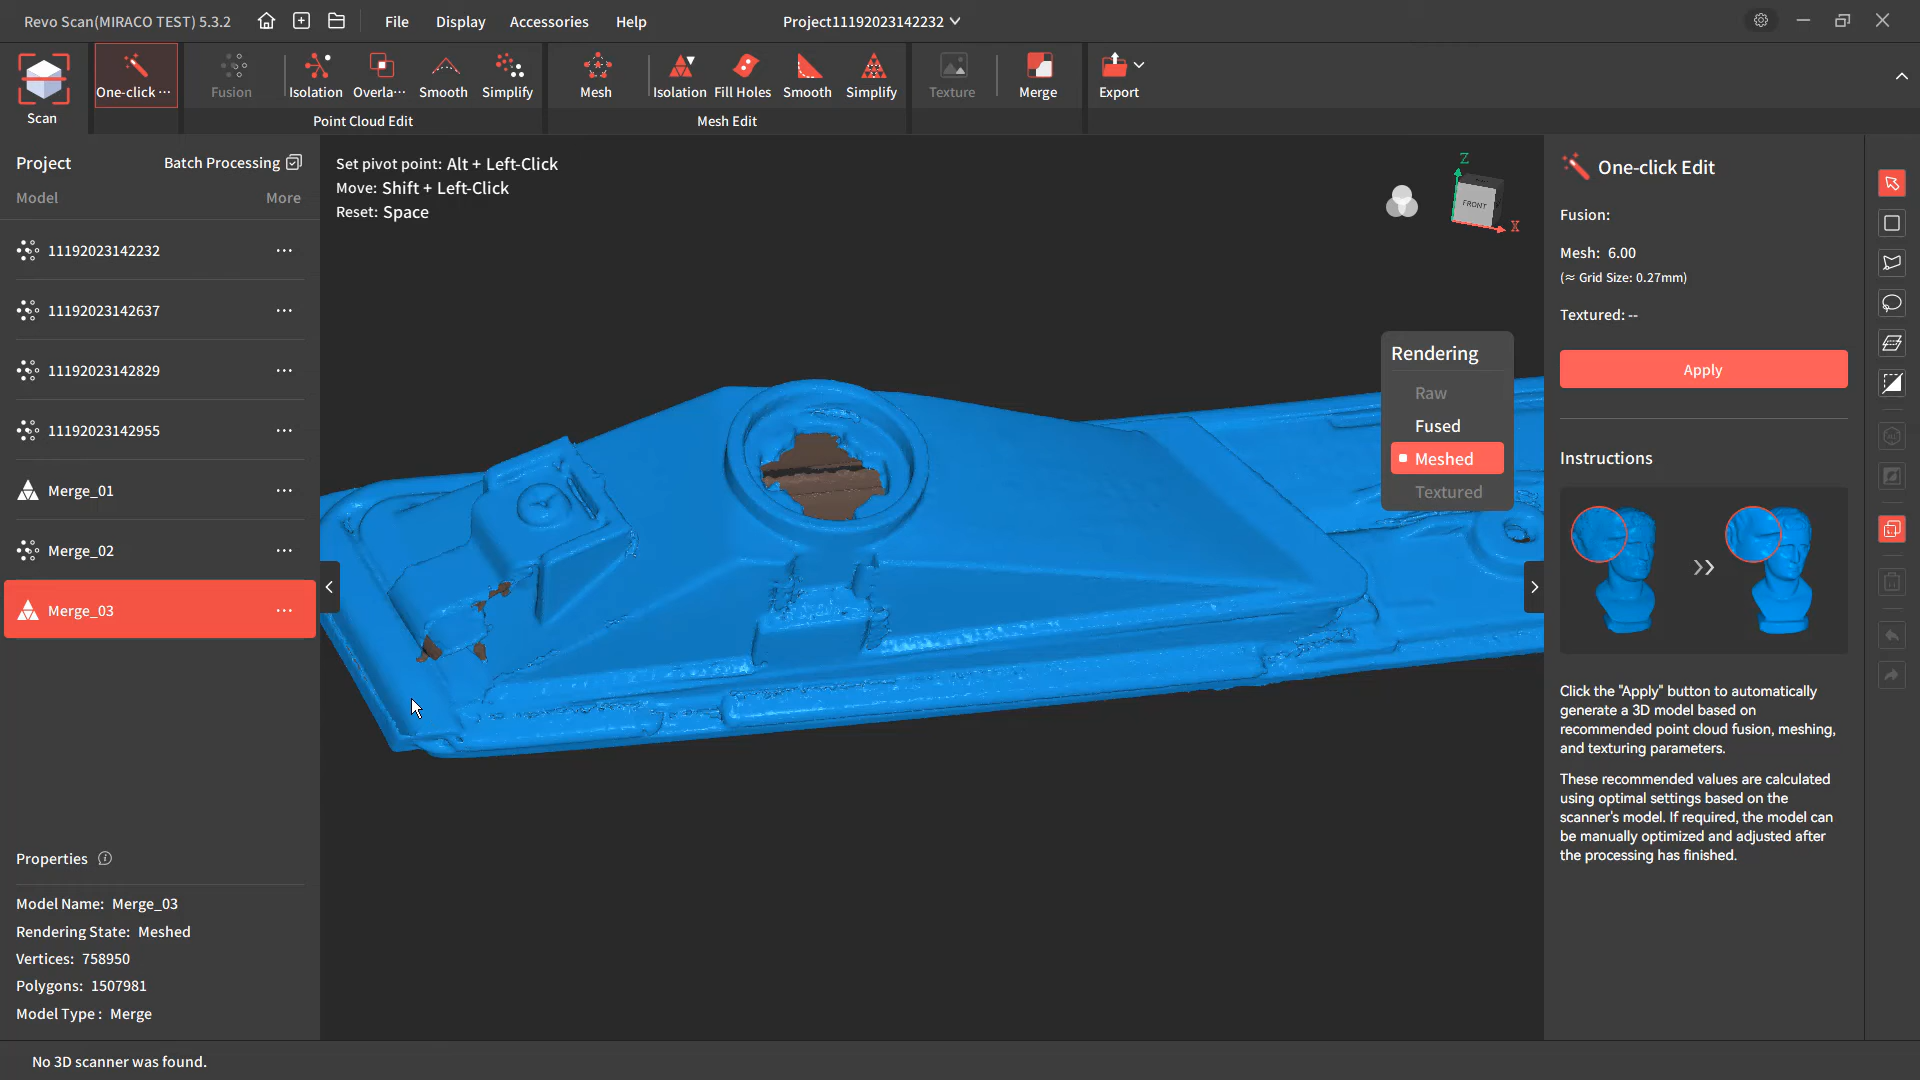 Revo Scan(MIRACO TEST) 5.3.2
File
Display
Accessories
Help
Project11192023142232
Scan
One-click ···
Fusion
Isolation
Overla···
Smooth
Simplify
Point Cloud Edit
Mesh
Isolation
Fill Holes
Smooth
Simplify
Mesh Edit
Texture
Merge
Export
Project
Batch Processing
Model
More
11192023142232
11192023142637
11192023142829
11192023142955
Merge_01
Merge_02
Merge_03
Properties
Model Name: Merge_03
Rendering State: Meshed
Vertices: 758950
Polygons: 1507981
Model Type : Merge
No 3D scanner was found.
Set pivot point: Alt + Left-Click
Move: Shift + Left-Click
Reset: Space
Z
FRONT
X
Rendering
Raw
Fused
Meshed
Textured
One-click Edit
Fusion:
Mesh: 6.00
(≈ Grid Size: 0.27mm)
Textured: --
Apply
Instructions
Click the "Apply" button to automatically
generate a 3D model based on
recommended point cloud fusion, meshing,
and texturing parameters.
These recommended values are calculated
using optimal settings based on the
scanner's model. If required, the model can
be manually optimized and adjusted after
the processing has finished.